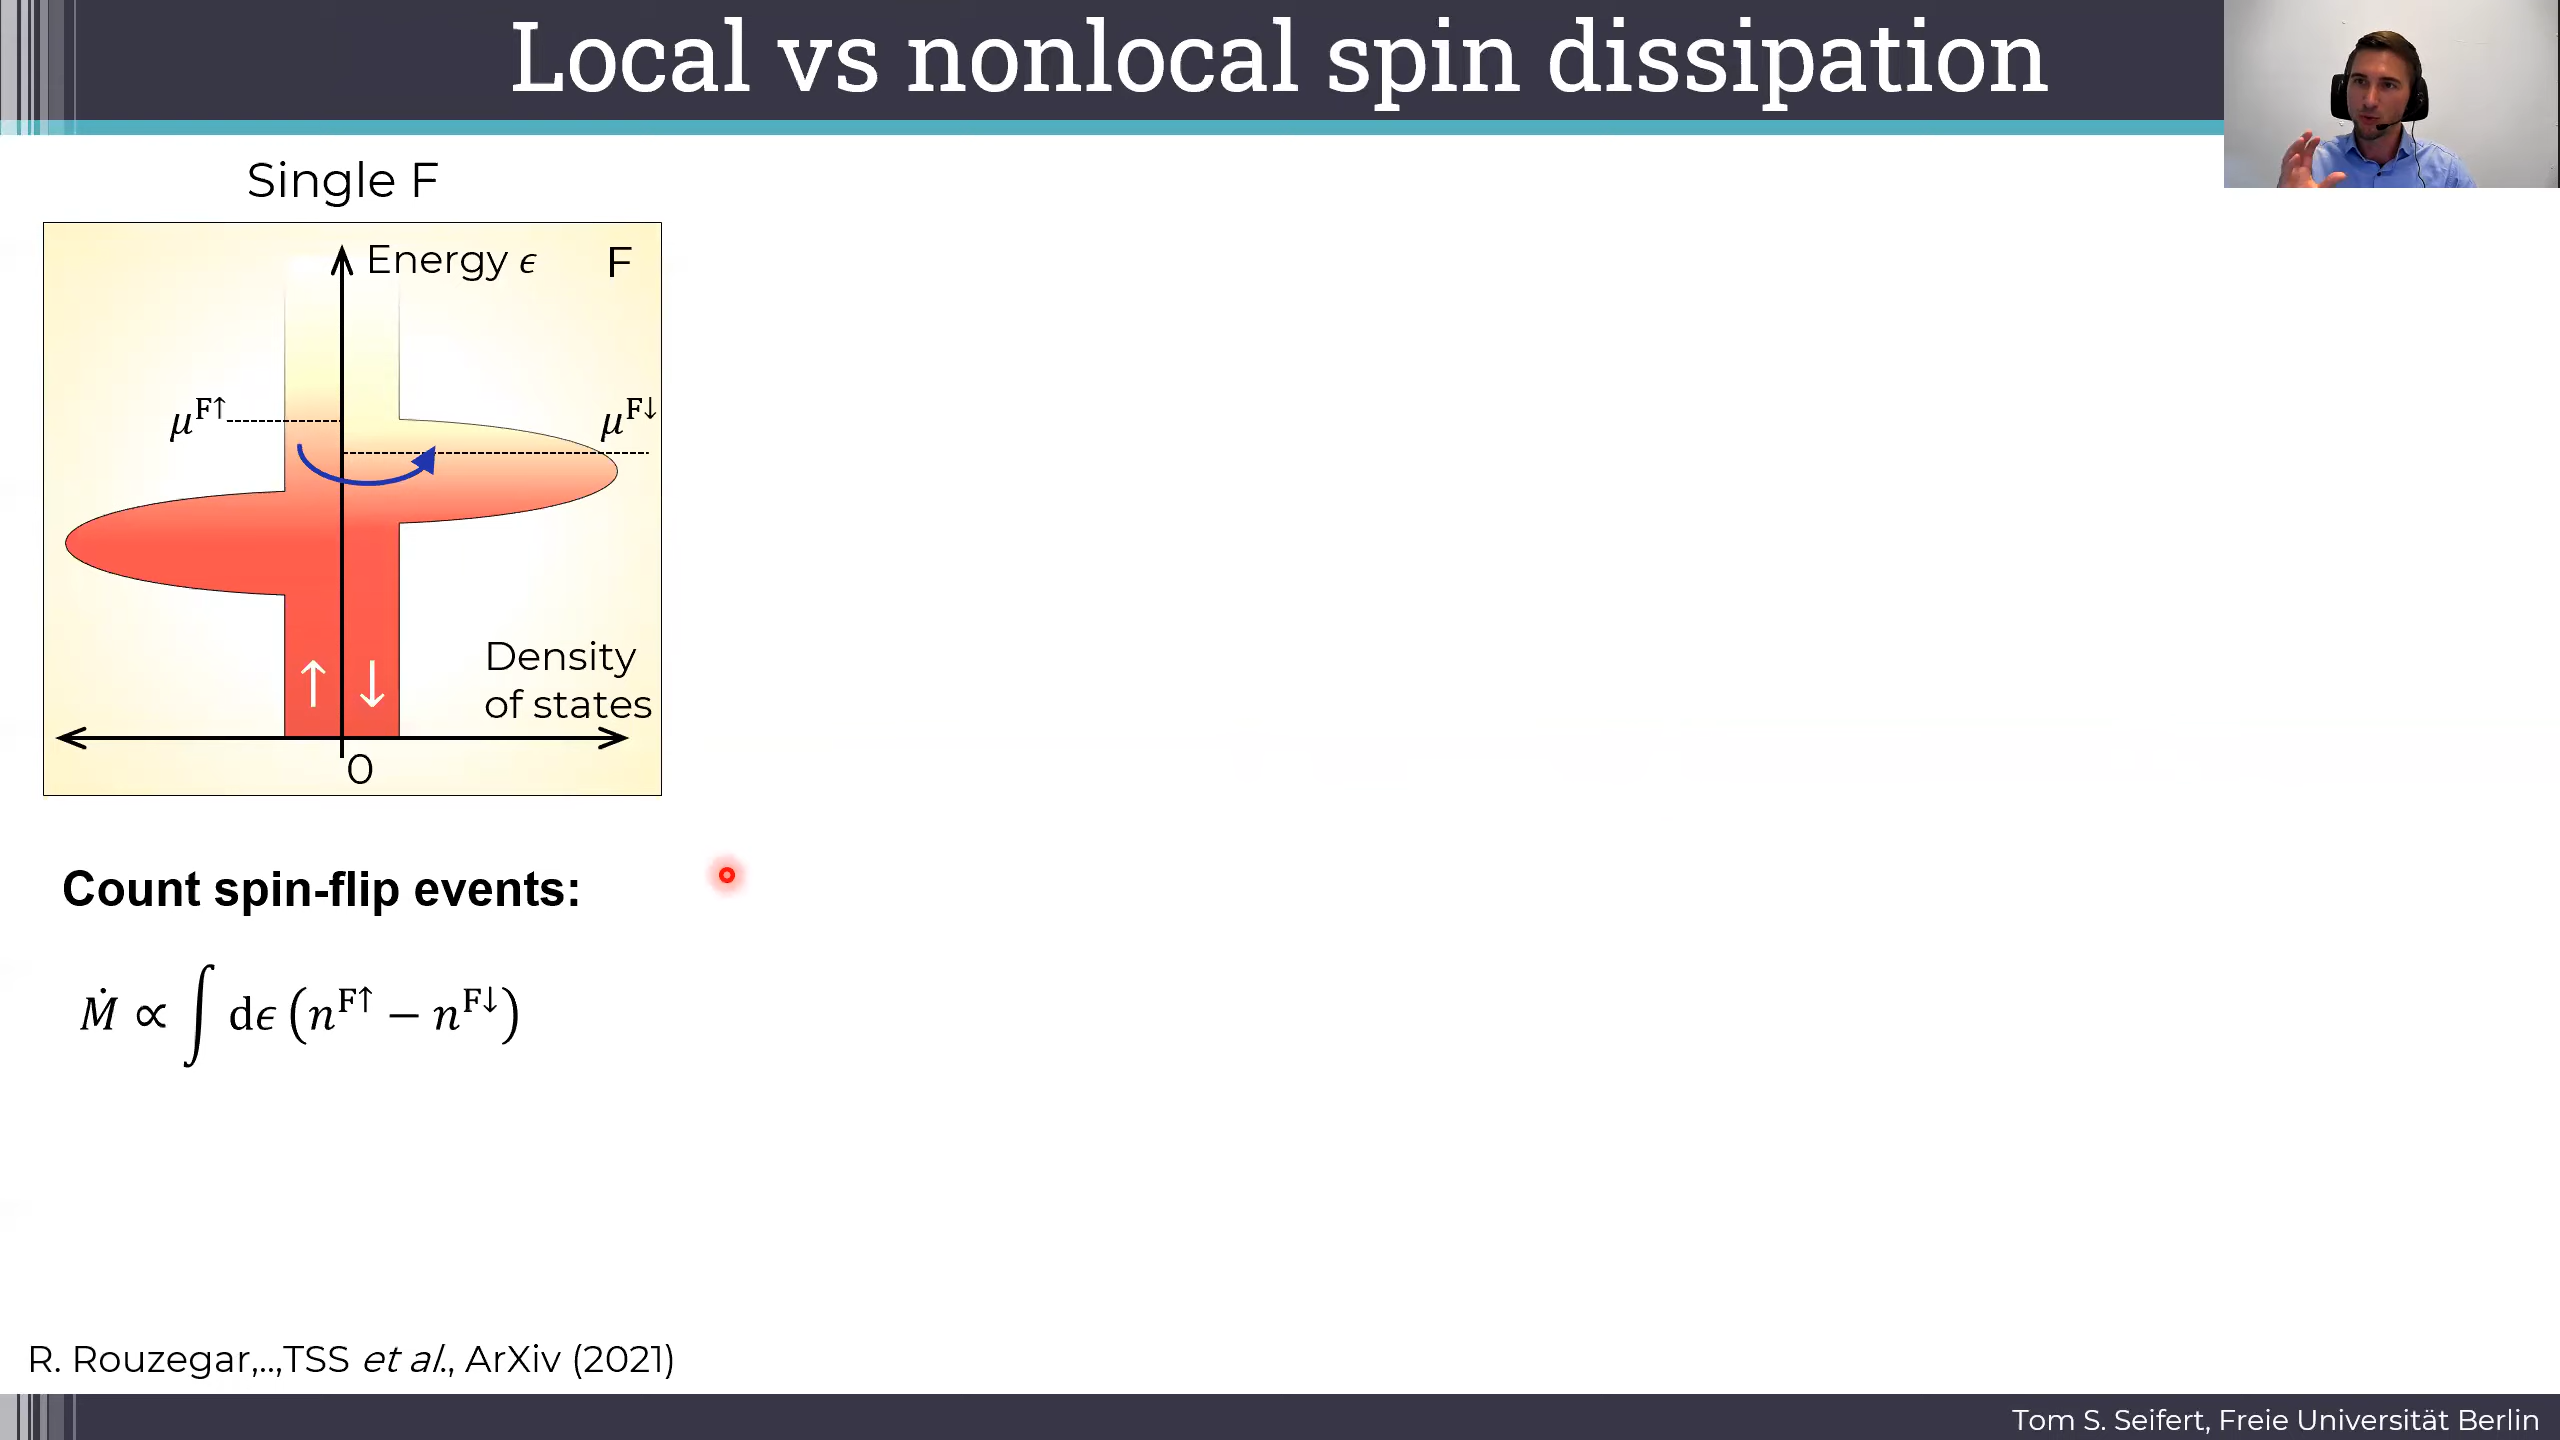 Local vs nonlocal spin dissipation
Single F
Energy ϵ
F
μ^F↑
μ^F↓
Density
of states
↑ ↓
0
Count spin-flip events:
Ṁ ∝ ∫ dϵ (n^F↑ − n^F↓)
R. Rouzegar,..,TSS et al., ArXiv (2021)
Tom S. Seifert, Freie Universität Berlin